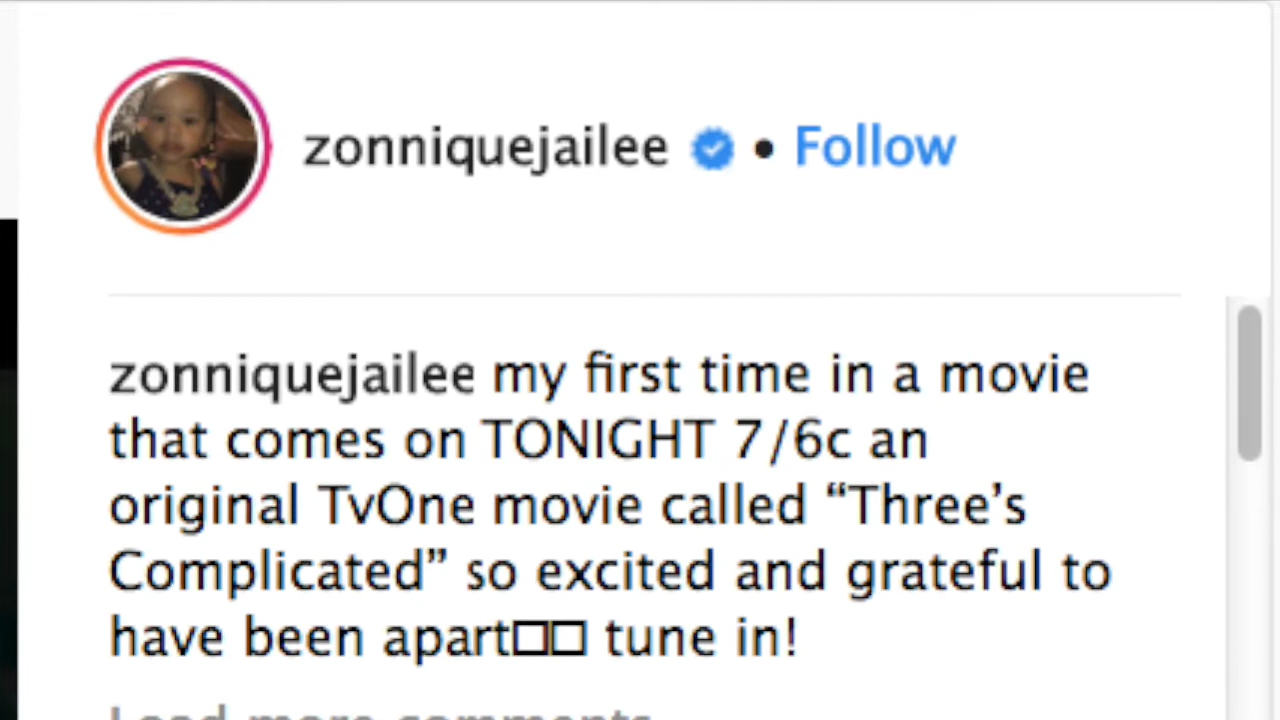 zonniquejailee • Follow
zonniquejailee my first time in a movie
that comes on TONIGHT 7/6c an
original TvOne movie called “Three’s
Complicated” so excited and grateful to
have been apart□□ tune in!
Load more comments